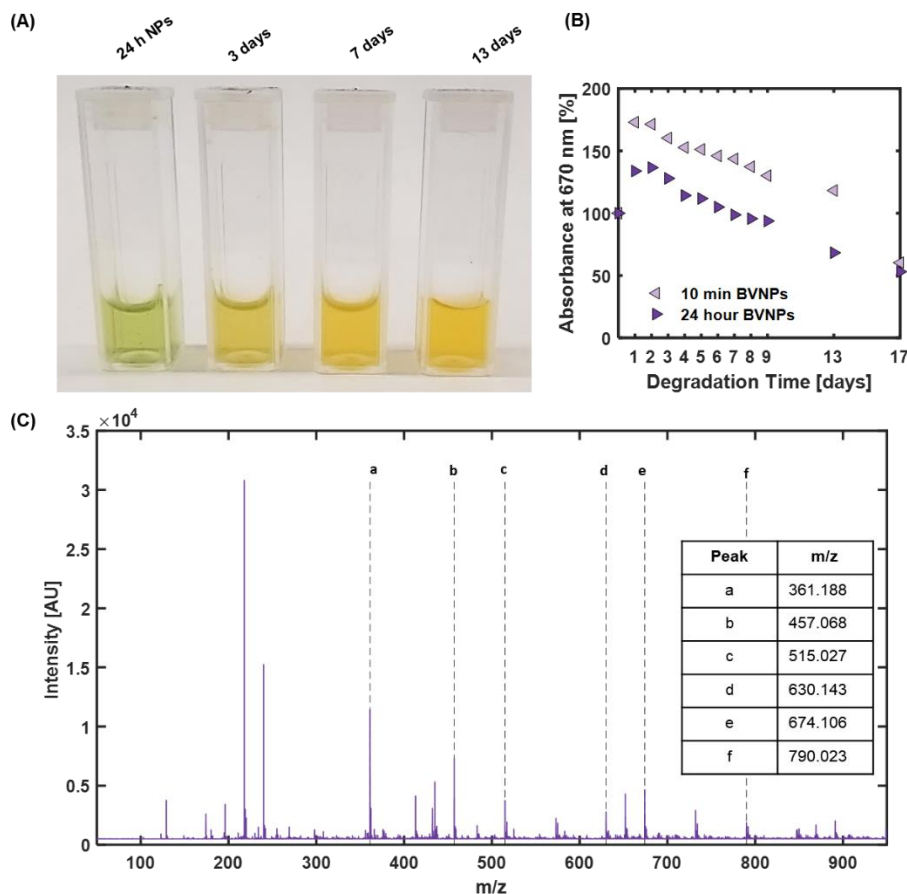 (A)
24 h NPs 3 days 7 days 13 days
(B)
Absorbance at 670 nm [%]
200
150
100
50
0
10 min BVNPs
24 hour BVNPs
1 2 3 4 5 6 7 8 9 13 17
Degradation Time [days]
(C)
×10⁴
Intensity [AU]
3.5
3
2.5
2
1.5
1
0.5
0
a b c d e f
Peak m/z
a 361.188
b 457.068
c 515.027
d 630.143
e 674.106
f 790.023
100 200 300 400 500 600 700 800 900
m/z